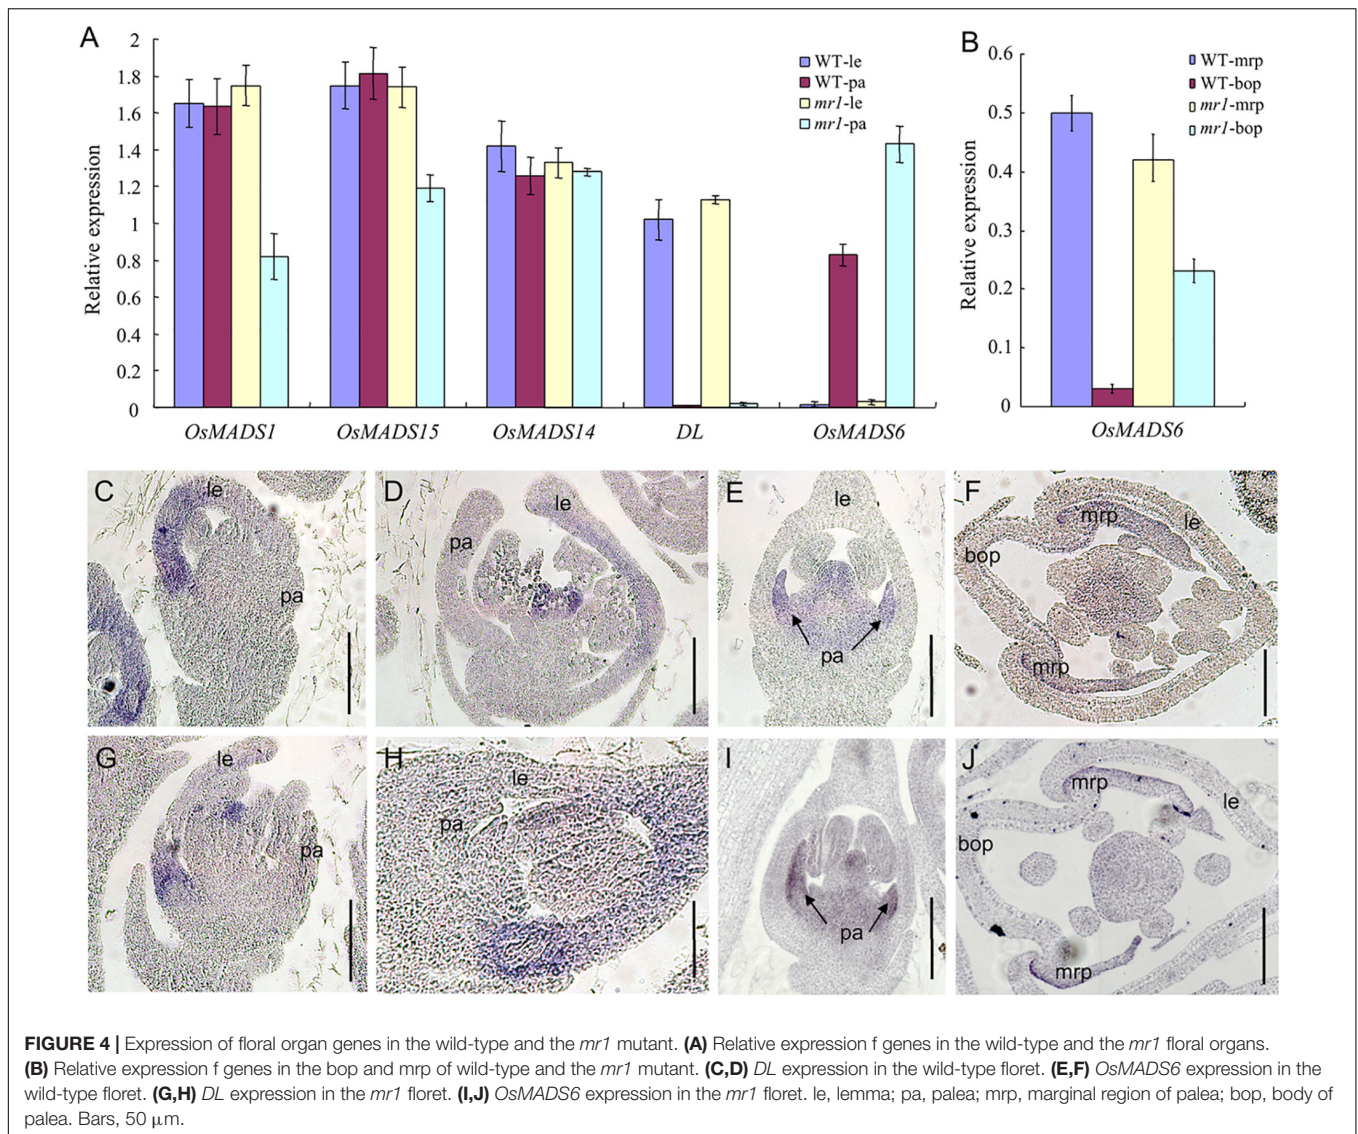 A
2
1.8
1.6
1.4
1.2
1
0.8
0.6
0.4
0.2
0
Relative expression
WT-le
WT-pa
mr1-le
mr1-pa
OsMADS1 OsMADS15 OsMADS14 DL OsMADS6
B
0.6
0.5
0.4
0.3
0.2
0.1
0
Relative expression
WT-mrp
WT-bop
mr1-mrp
mr1-bop
OsMADS6
C
le
pa
D
le
pa
E
le
pa
F
mrp
le
bop
mrp
G
le
pa
H
le
pa
I
pa
J
mrp
le
bop
mrp
FIGURE 4 | Expression of floral organ genes in the wild-type and the mr1 mutant. (A) Relative expression f genes in the wild-type and the mr1 floral organs.
(B) Relative expression f genes in the bop and mrp of wild-type and the mr1 mutant. (C,D) DL expression in the wild-type floret. (E,F) OsMADS6 expression in the
wild-type floret. (G,H) DL expression in the mr1 floret. (I,J) OsMADS6 expression in the mr1 floret. le, lemma; pa, palea; mrp, marginal region of palea; bop, body of
palea. Bars, 50 μm.